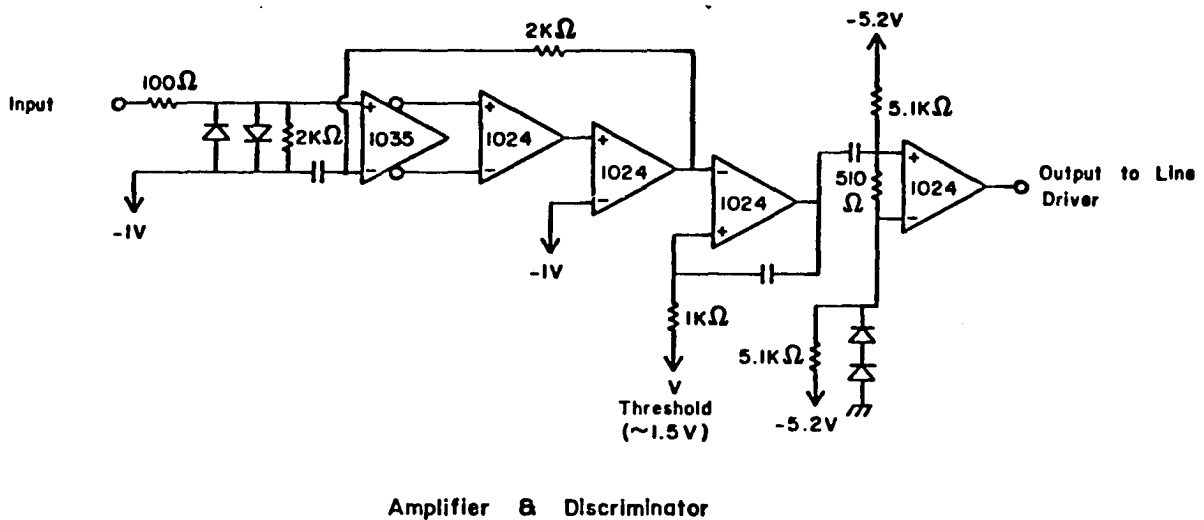 2KΩ
-5.2V
100Ω
5.1KΩ
Input
+
1035
-
2KΩ
+
1024
-
+
1024
-
-
1024
+
510
Ω
+
1024
-
Output to Line
Driver
-1V
-1V
1KΩ
5.1KΩ
V
Threshold
(~1.5V)
-5.2V
Amplifier & Discriminator